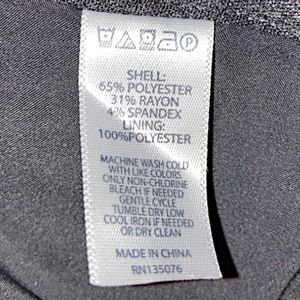 SHELL:
65% POLYESTER
31% RAYON
4% SPANDEX
LINING:
100%POLYESTER
MACHINE WASH COLD
WITH LIKE COLORS
ONLY NON-CHLORINE
BLEACH IF NEEDED
GENTLE CYCLE
TUMBLE DRY LOW
COOL IRON IF NEEDED
OR DRY CLEAN
MADE IN CHINA
RN135076